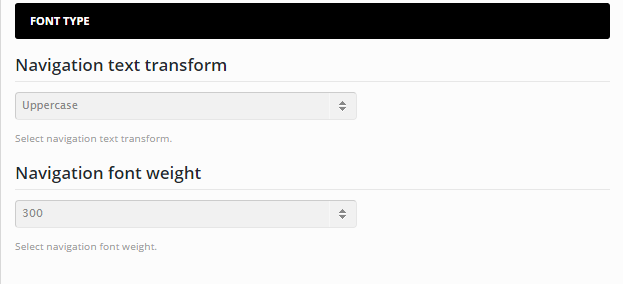 FONT TYPE
Navigation text transform
Uppercase
Select navigation text transform.
Navigation font weight
300
Select navigation font weight.